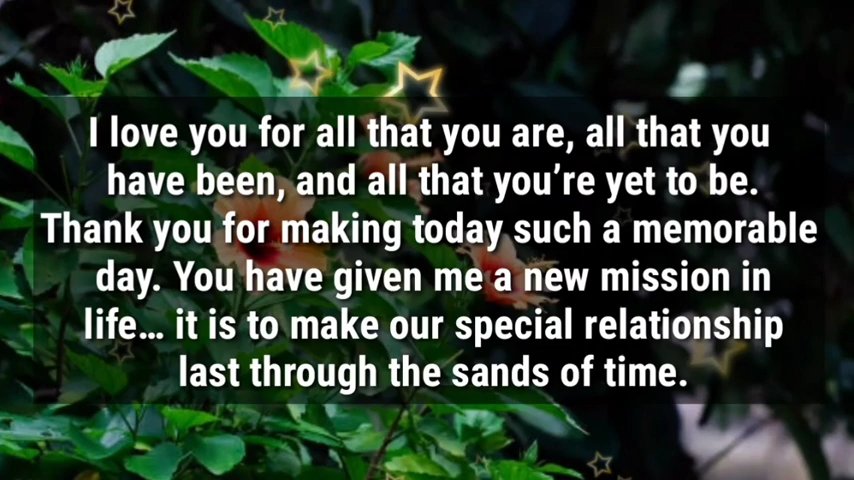 I love you for all that you are, all that you
have been, and all that you’re yet to be.
Thank you for making today such a memorable
day. You have given me a new mission in
life… it is to make our special relationship
last through the sands of time.